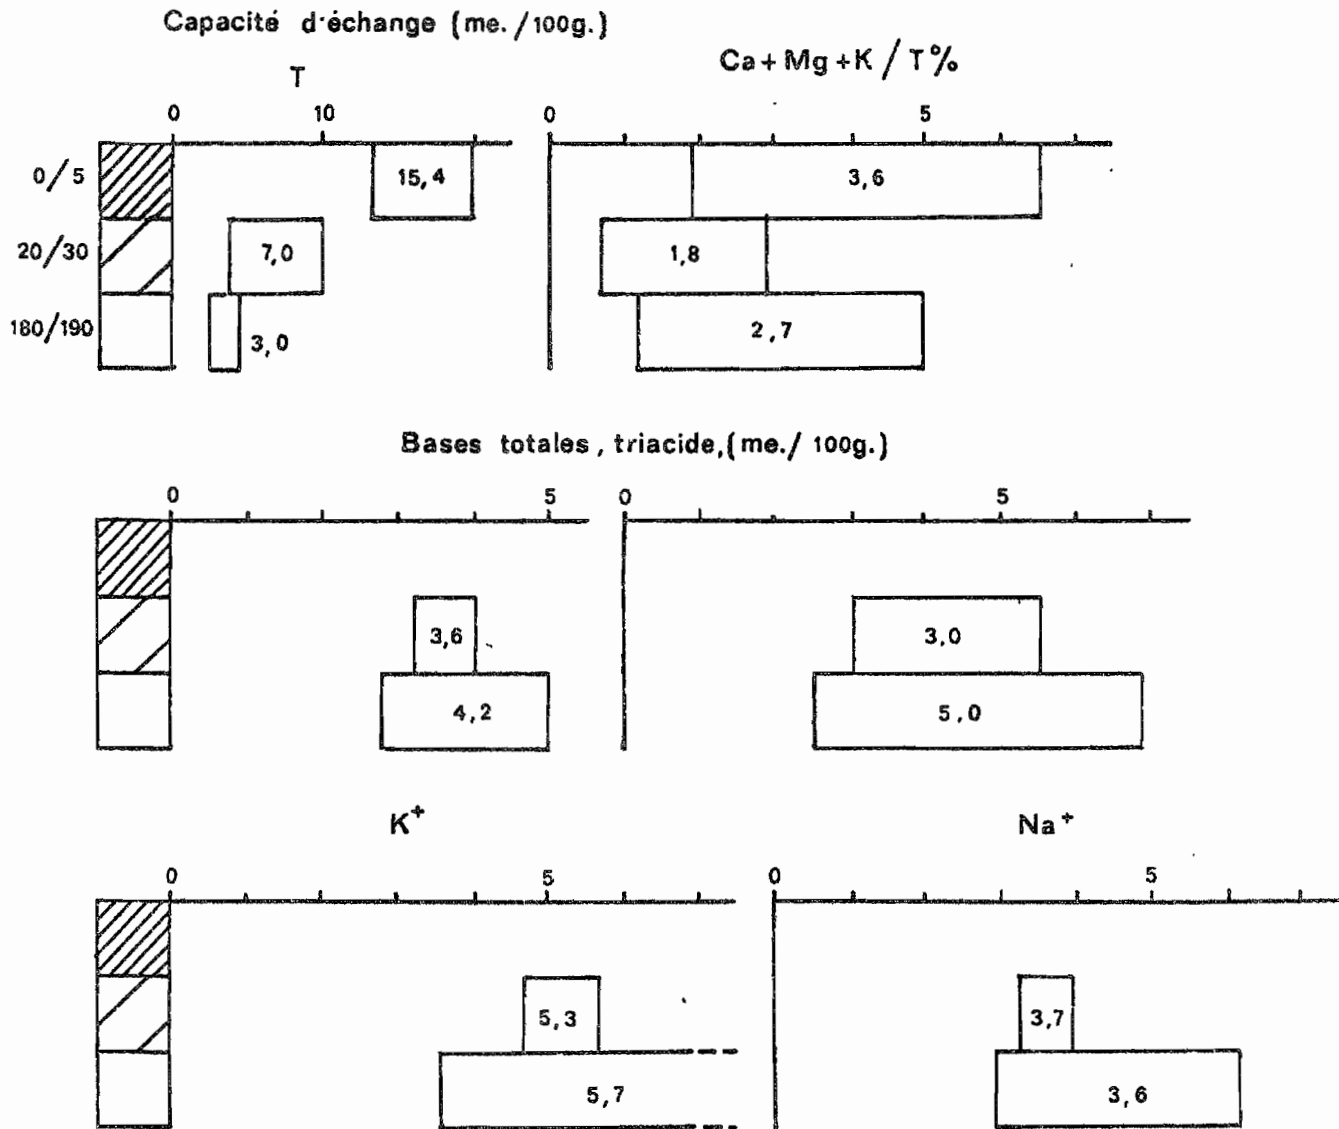 Capacité d'échange (me./100g.)
T
Ca+Mg+K/T%
0 10
0 5
0/5 15,4 3,6
20/30 7,0 1,8
180/190 3,0 2,7
Bases totales, triacide,(me./100g.)
0 5 0 5
3,6 3,0
4,2 5,0
K+ Na+
0 5 0 5
5,3 3,7
5,7 3,6